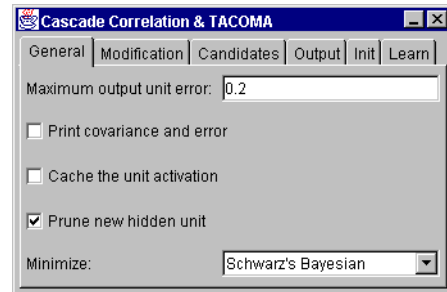 Cascade Correlation & TACOMA
General Modification Candidates Output Init Learn
Maximum output unit error: 0.2
Print covariance and error
Cache the unit activation
Prune new hidden unit
Minimize: Schwarz's Bayesian